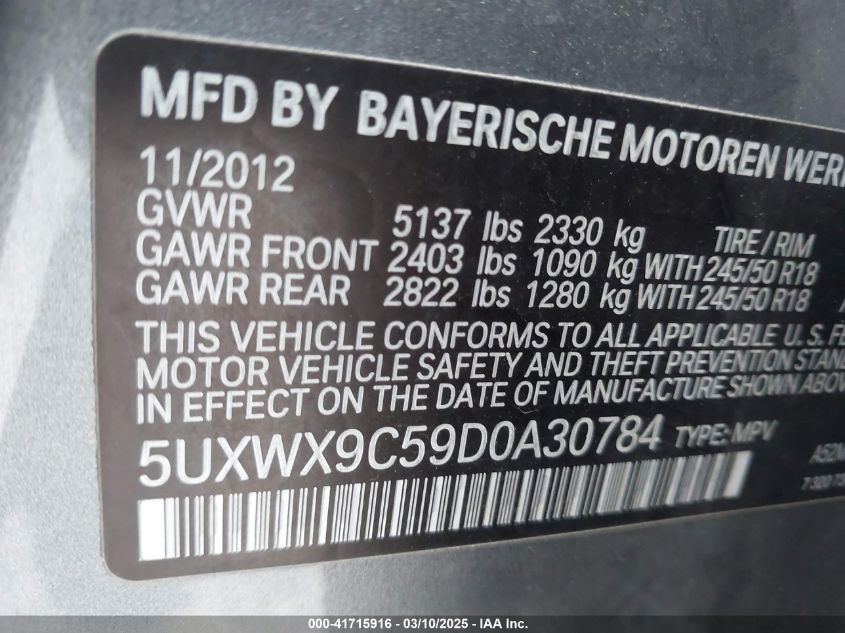 MFD BY BAYERISCHE MOTOREN
11/2012
GVWR 5137 lbs 2330 kg TIRE/RIM
GAWR FRONT 2403 lbs 1090 kg WITH 245/50 R18
GAWR REAR 2822 lbs 1280 kg WITH 245/50 R18
THIS VEHICLE CONFORMS TO ALL APPLICABLE U.S. FE
MOTOR VEHICLE SAFETY AND THEFT PREVENTION STAN
IN EFFECT ON THE DATE OF MANUFACTURE SHOWN ABOV
5UXWX9C59D0A30784 TYPE: MPV
000-41715916 - 03/10/2025 - IAA Inc.